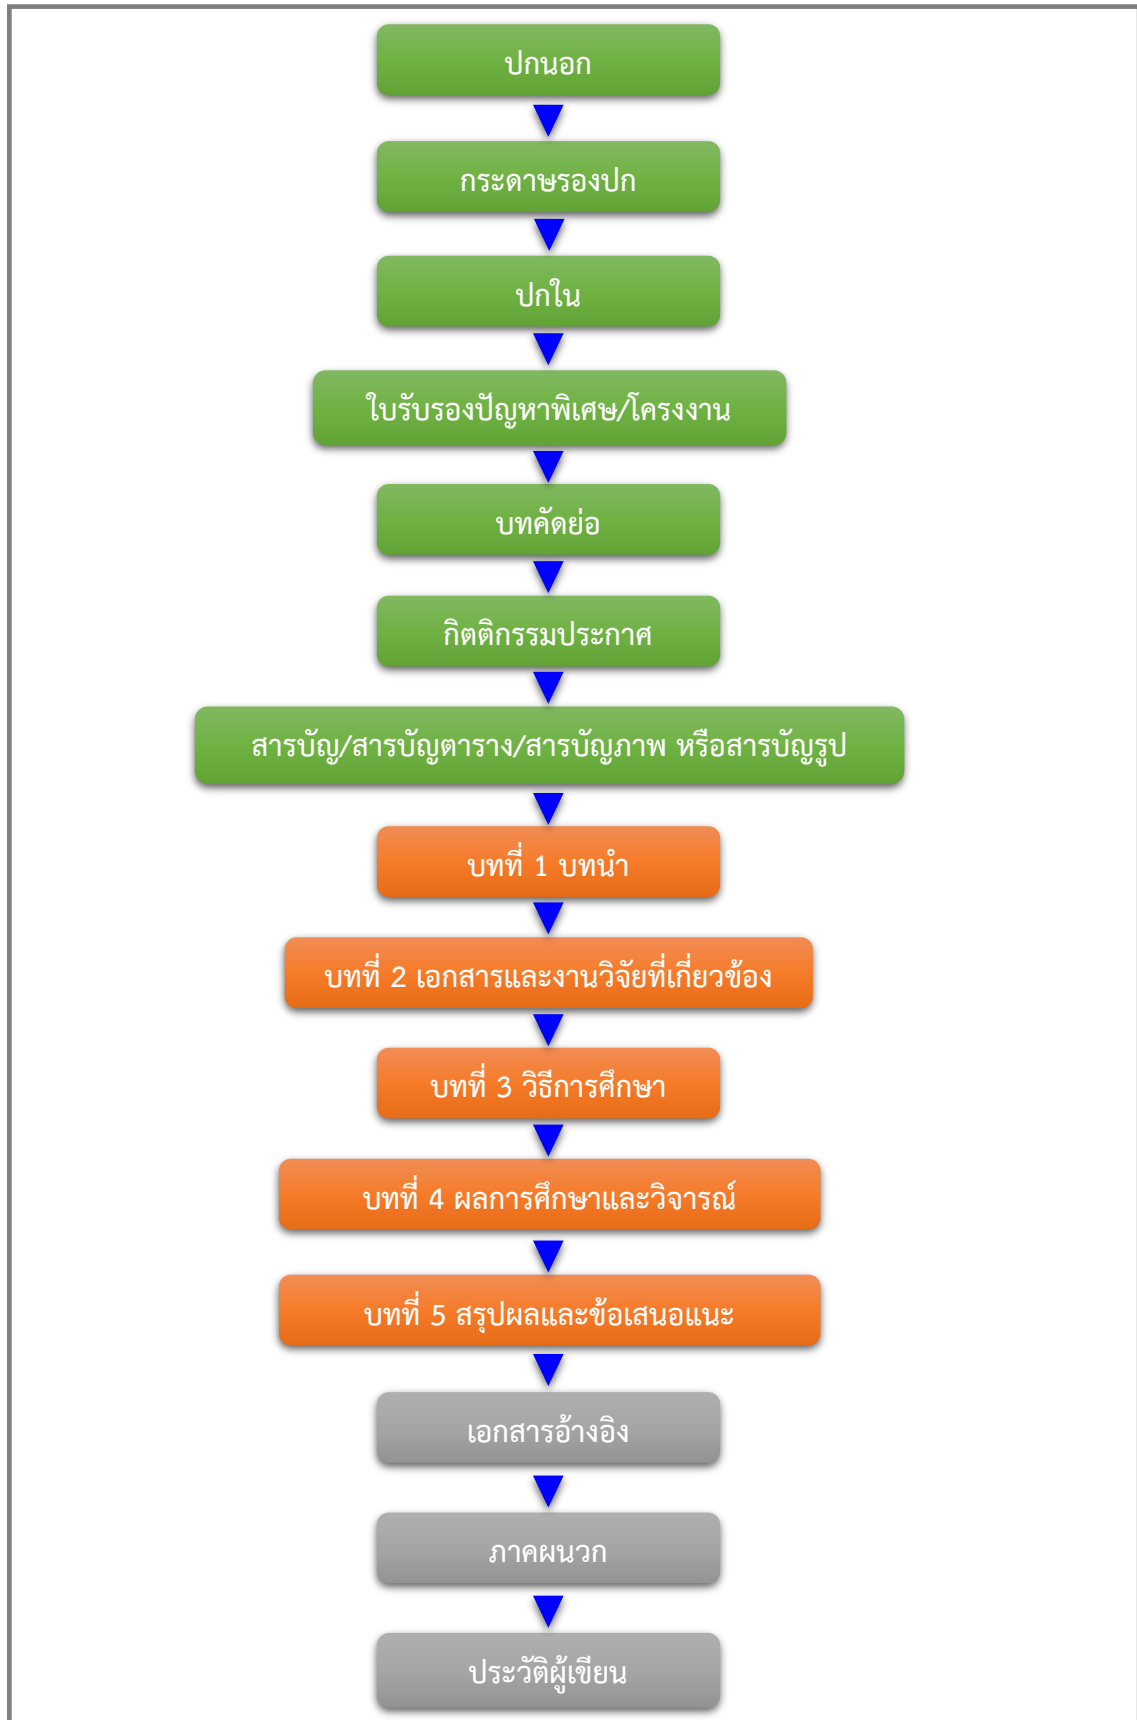 ปกนอก
กระดาษรองปก
ปกใน
ใบรับรองปัญหาพิเศษ/โครงงาน
บทคัดย่อ
กิตติกรรมประกาศ
สารบัญ/สารบัญตาราง/สารบัญภาพ หรือสารบัญรูป
บทที่ 1 บทนำ
บทที่ 2 เอกสารและงานวิจัยที่เกี่ยวข้อง
บทที่ 3 วิธีการศึกษา
บทที่ 4 ผลการศึกษาและวิจารณ์
บทที่ 5 สรุปผลและข้อเสนอแนะ
เอกสารอ้างอิง
ภาคผนวก
ประวัติผู้เขียน